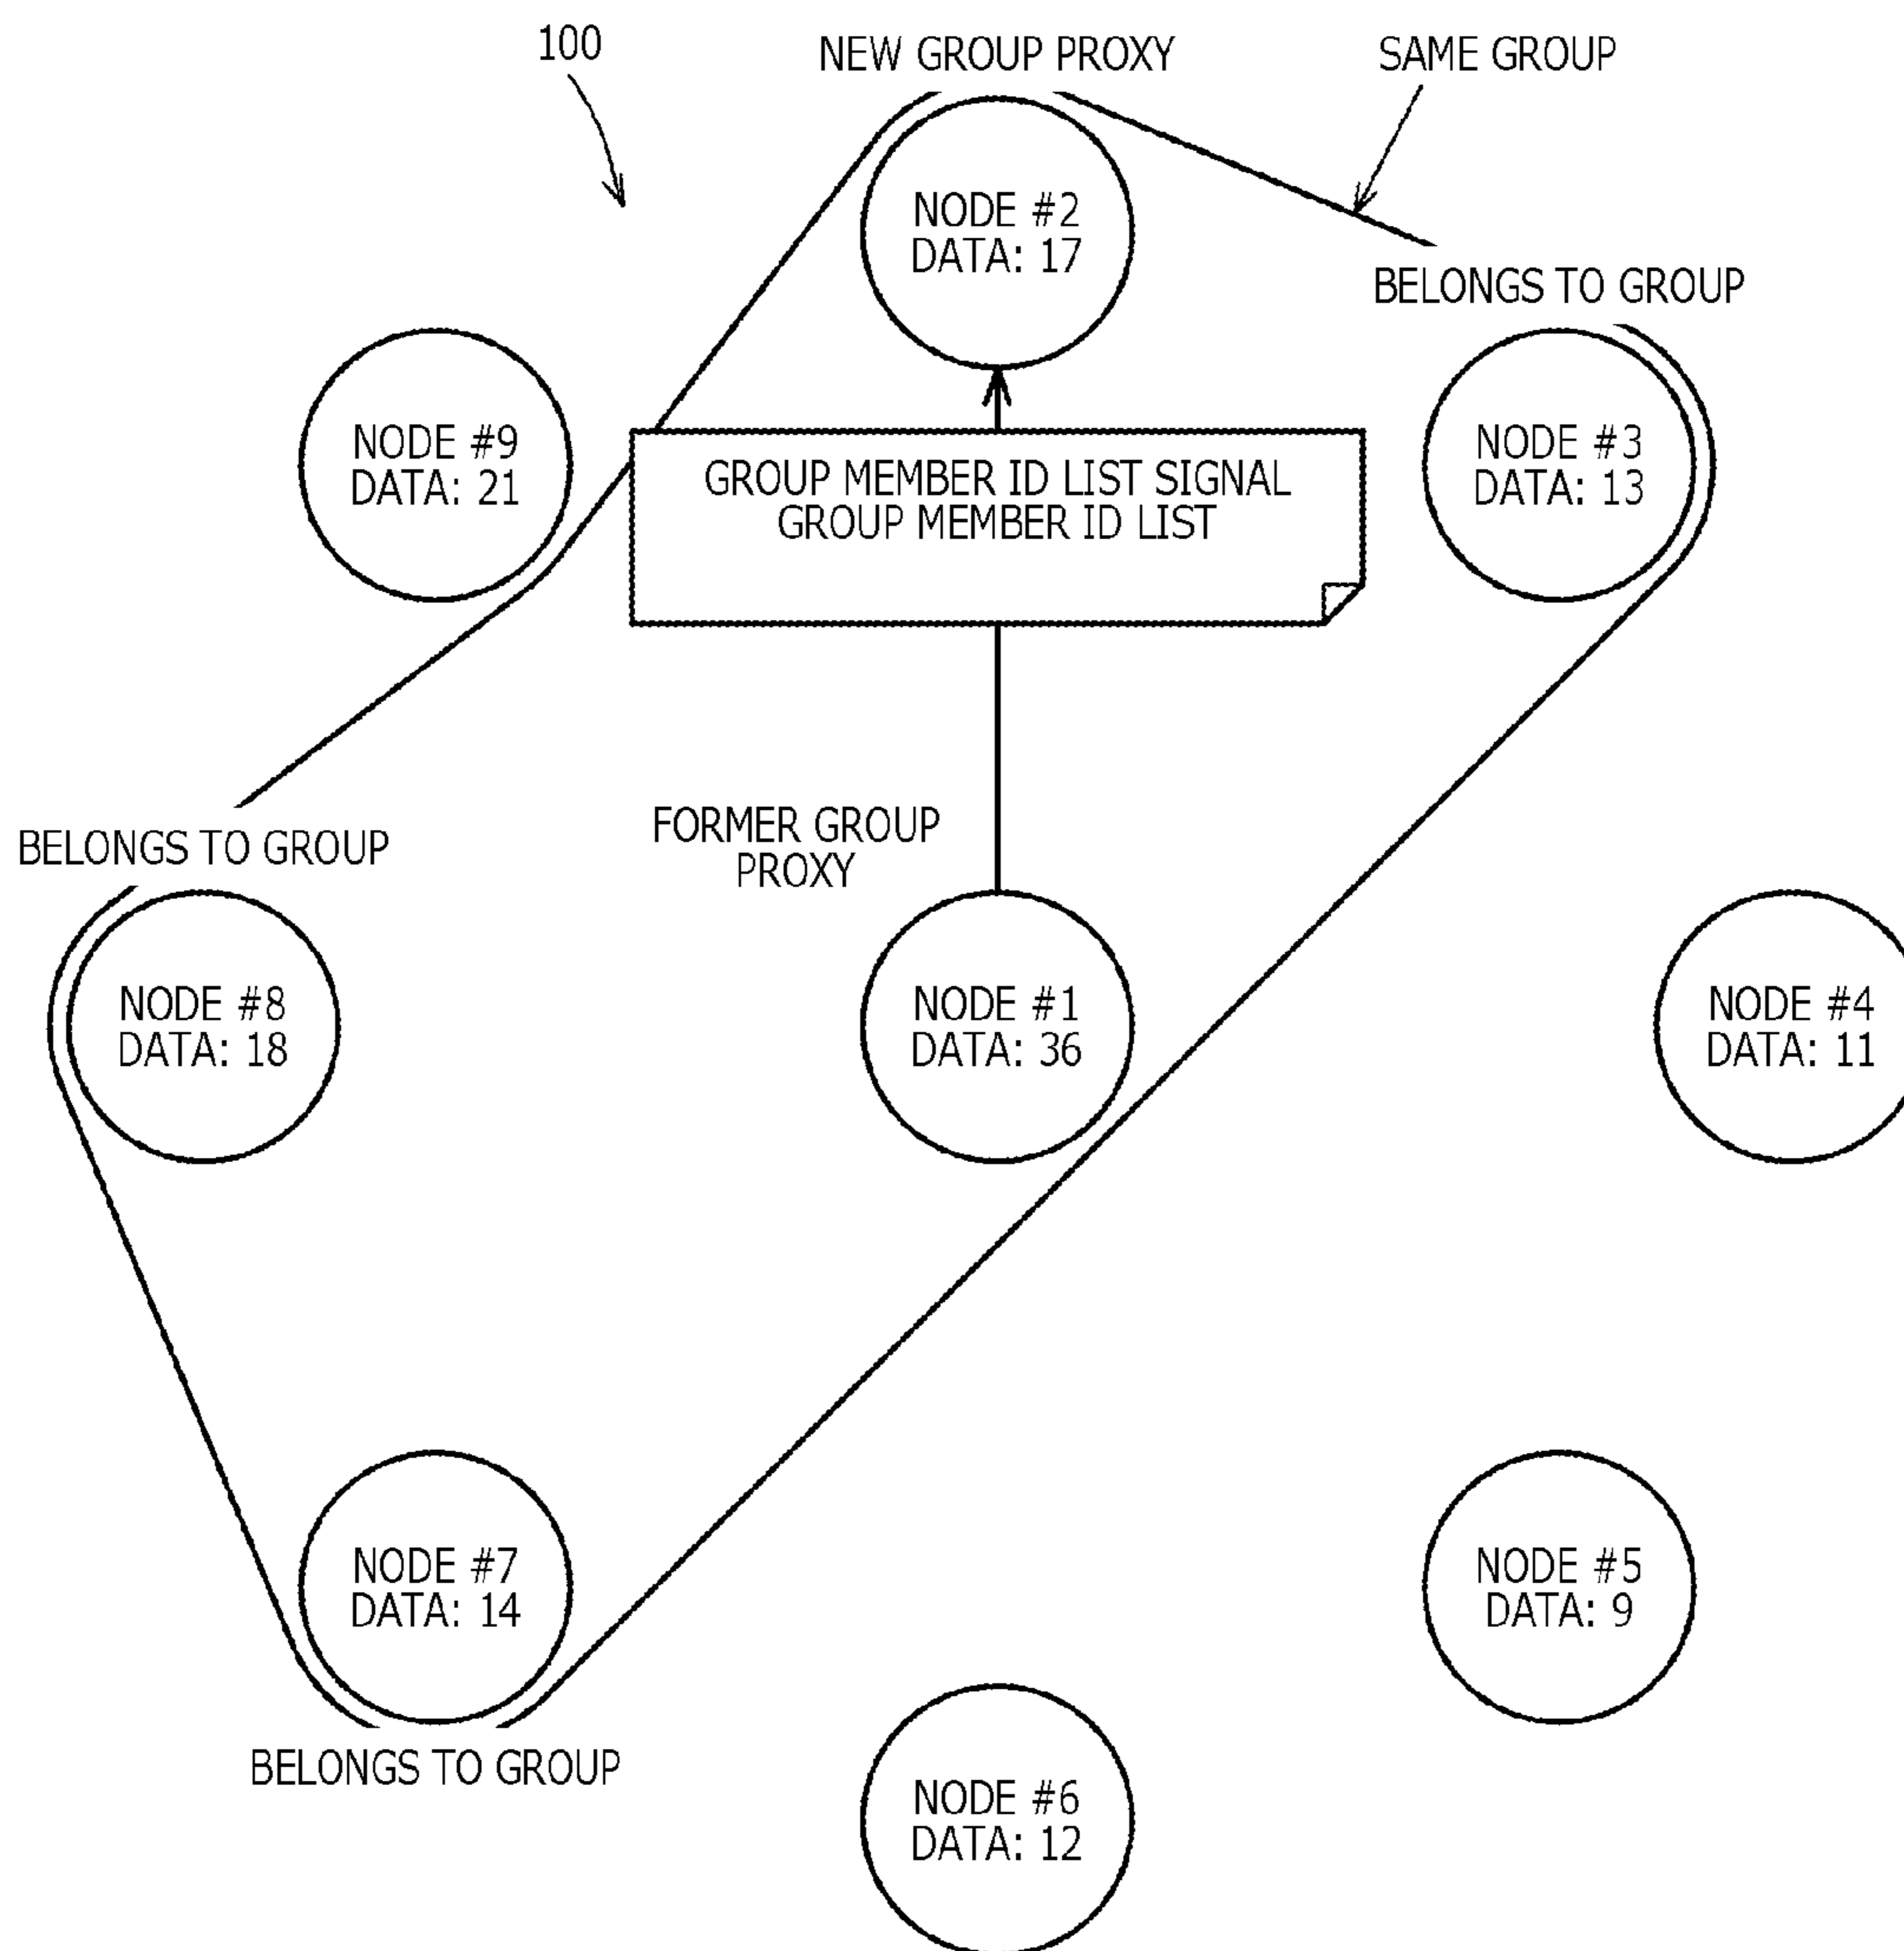 100
NEW GROUP PROXY
SAME GROUP
NODE #2
DATA: 17
BELONGS TO GROUP
NODE #9
DATA: 21
GROUP MEMBER ID LIST SIGNAL
GROUP MEMBER ID LIST
NODE #3
DATA: 13
BELONGS TO GROUP
FORMER GROUP
PROXY
NODE #8
DATA: 18
NODE #1
DATA: 36
NODE #4
DATA: 11
NODE #7
DATA: 14
NODE #5
DATA: 9
BELONGS TO GROUP
NODE #6
DATA: 12